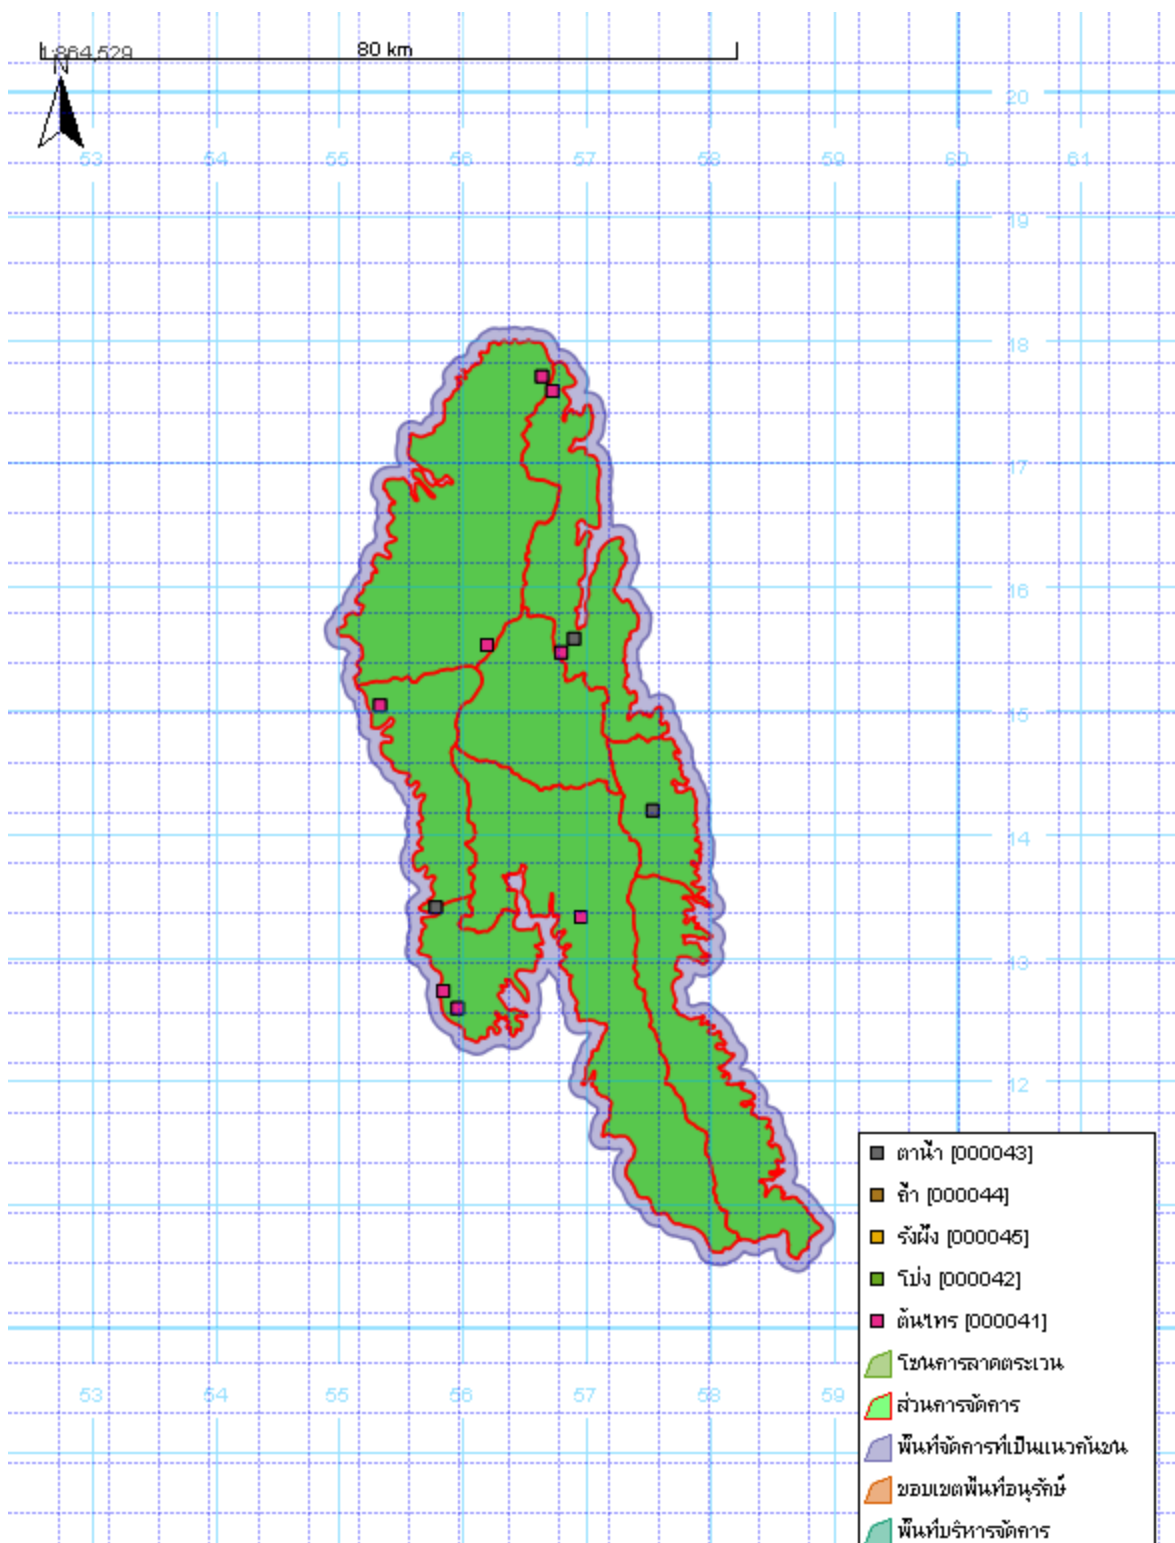 1:864,529
80 km
N
20
53 54 55 56 57 58 59 60 61
19
18
17
16
15
14
13
12
ตาน้ำ [000043]
ถ้ำ [000044]
รังผึ้ง [000045]
โป่ง [000042]
ต้นไทร [000041]
โซนการลาดตระเวน
53 54 55 56 57 58 59
ส่วนการจัดการ
พื้นที่จัดการที่เป็นแนวกันชน
ขอบเขตพื้นที่อนุรักษ์
พื้นที่บริหารจัดการ